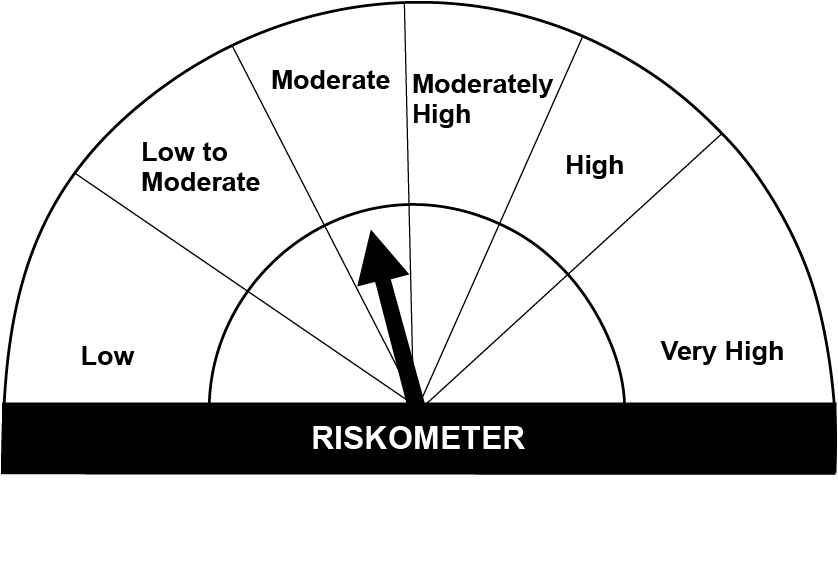 Moderate
Moderately
High
Low to
Moderate
High
Low
Very High
RISKOMETER